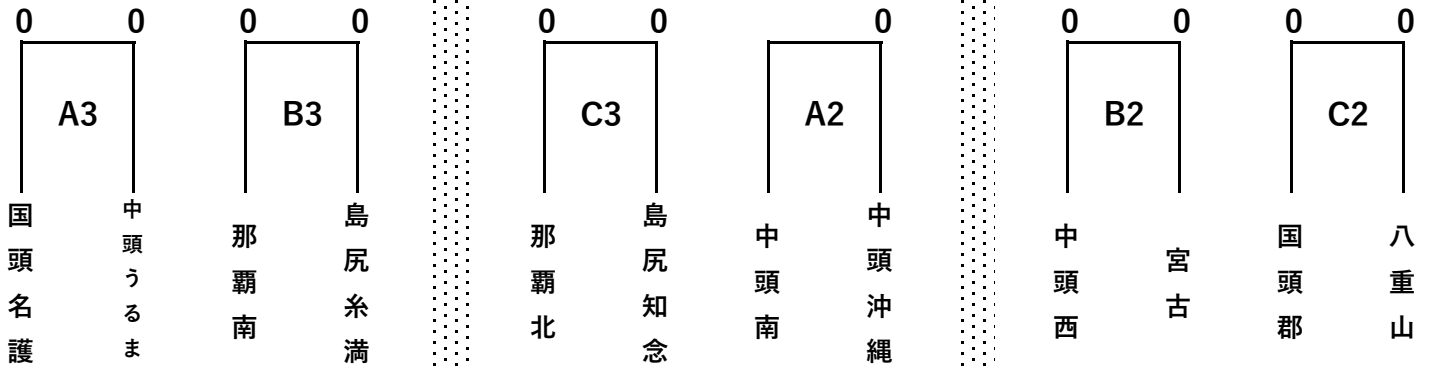 0 0 0 0 0 0 0 0 0 0 0
A3 B3 C3 A2 B2 C2
国頭名護
中頭うるま
那覇南
島尻糸満
那覇北
島尻知念
中頭南
中頭沖縄
中頭西
宮古
国頭郡
八重山